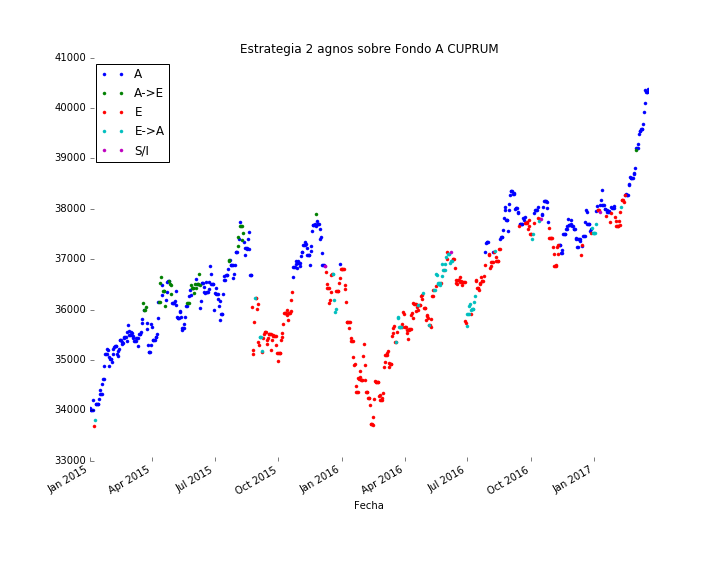 Estrategia 2 agnos sobre Fondo A CUPRUM
41000
40000
39000
38000
37000
36000
35000
34000
33000
A
A->E
E
E->A
S/I
Jan 2015
Apr 2015
Jul 2015
Oct 2015
Jan 2016
Apr 2016
Jul 2016
Oct 2016
Jan 2017
Fecha